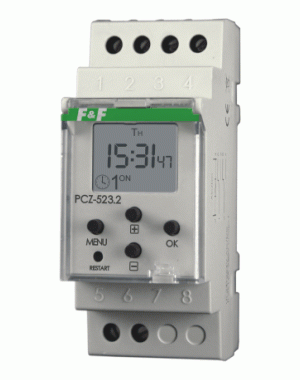 1 2 3 4
F&F
TH
15:31 47
1 ON
PCZ-523.2
MENU
OK
RESTART
5 6 7 8